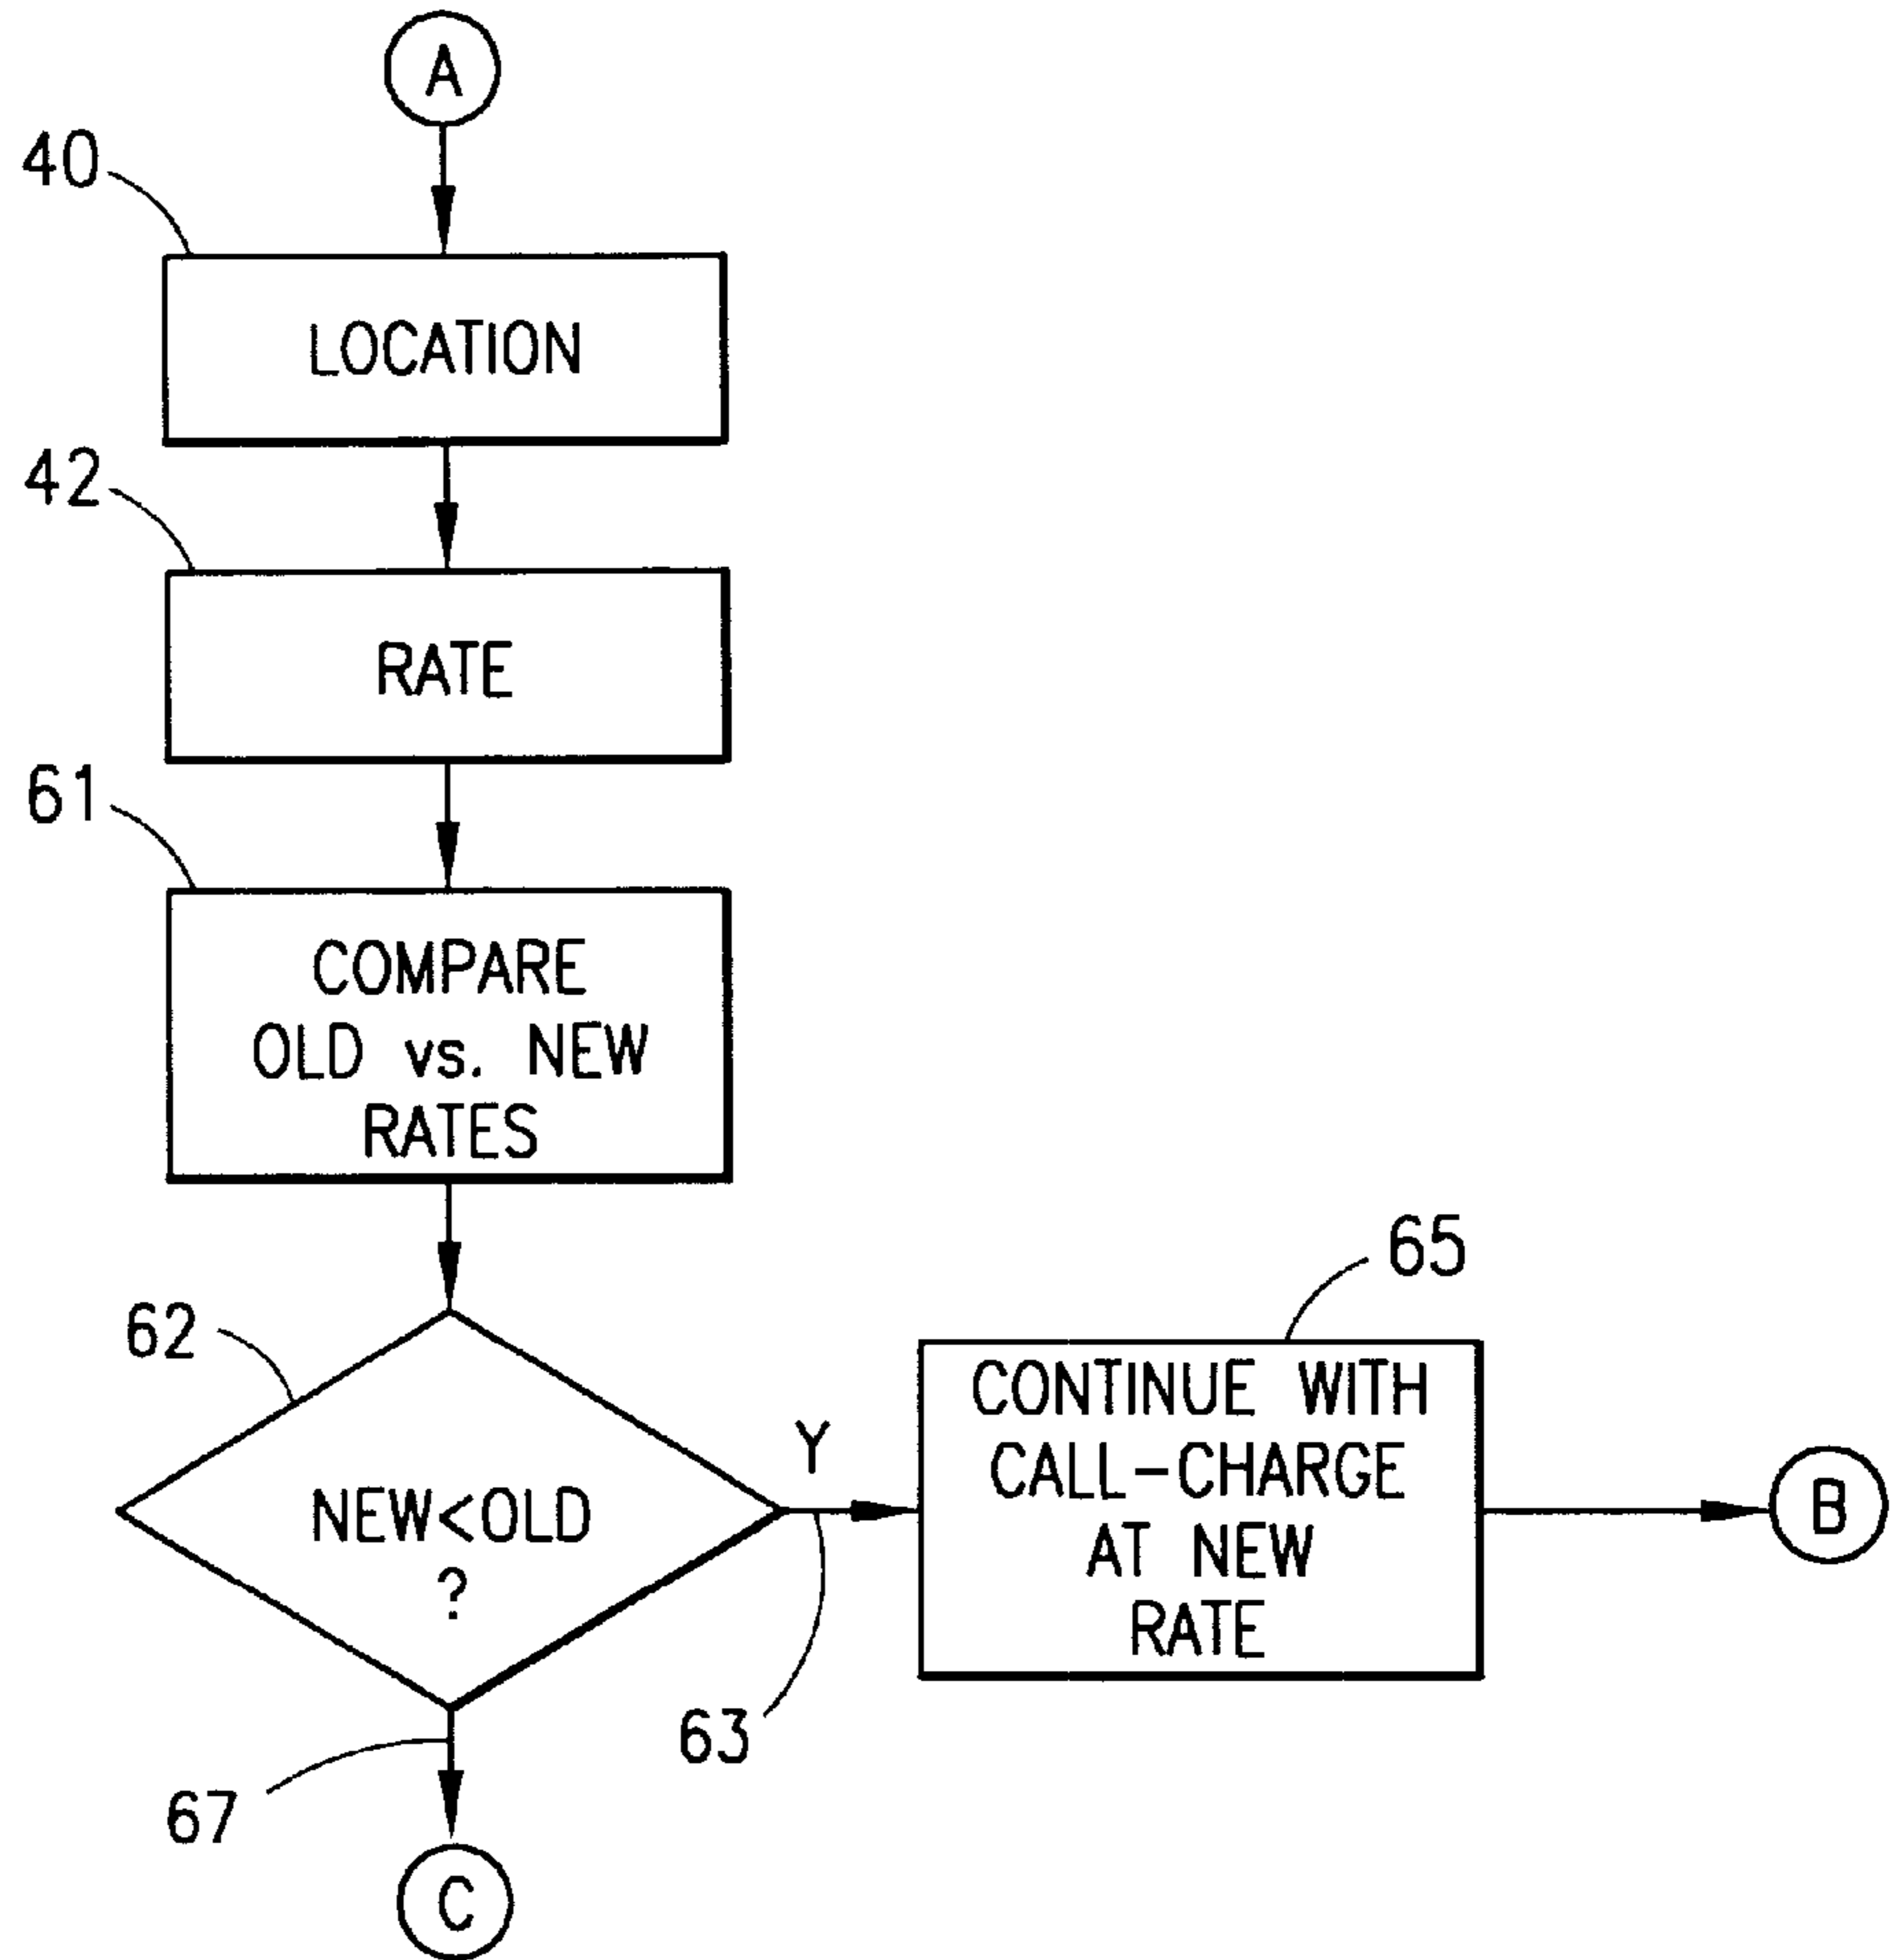 A
40
LOCATION
42
RATE
61
COMPARE
OLD vs. NEW
RATES
62
NEW<OLD
?
Y
63
65
CONTINUE WITH
CALL-CHARGE
AT NEW
RATE
B
67
C